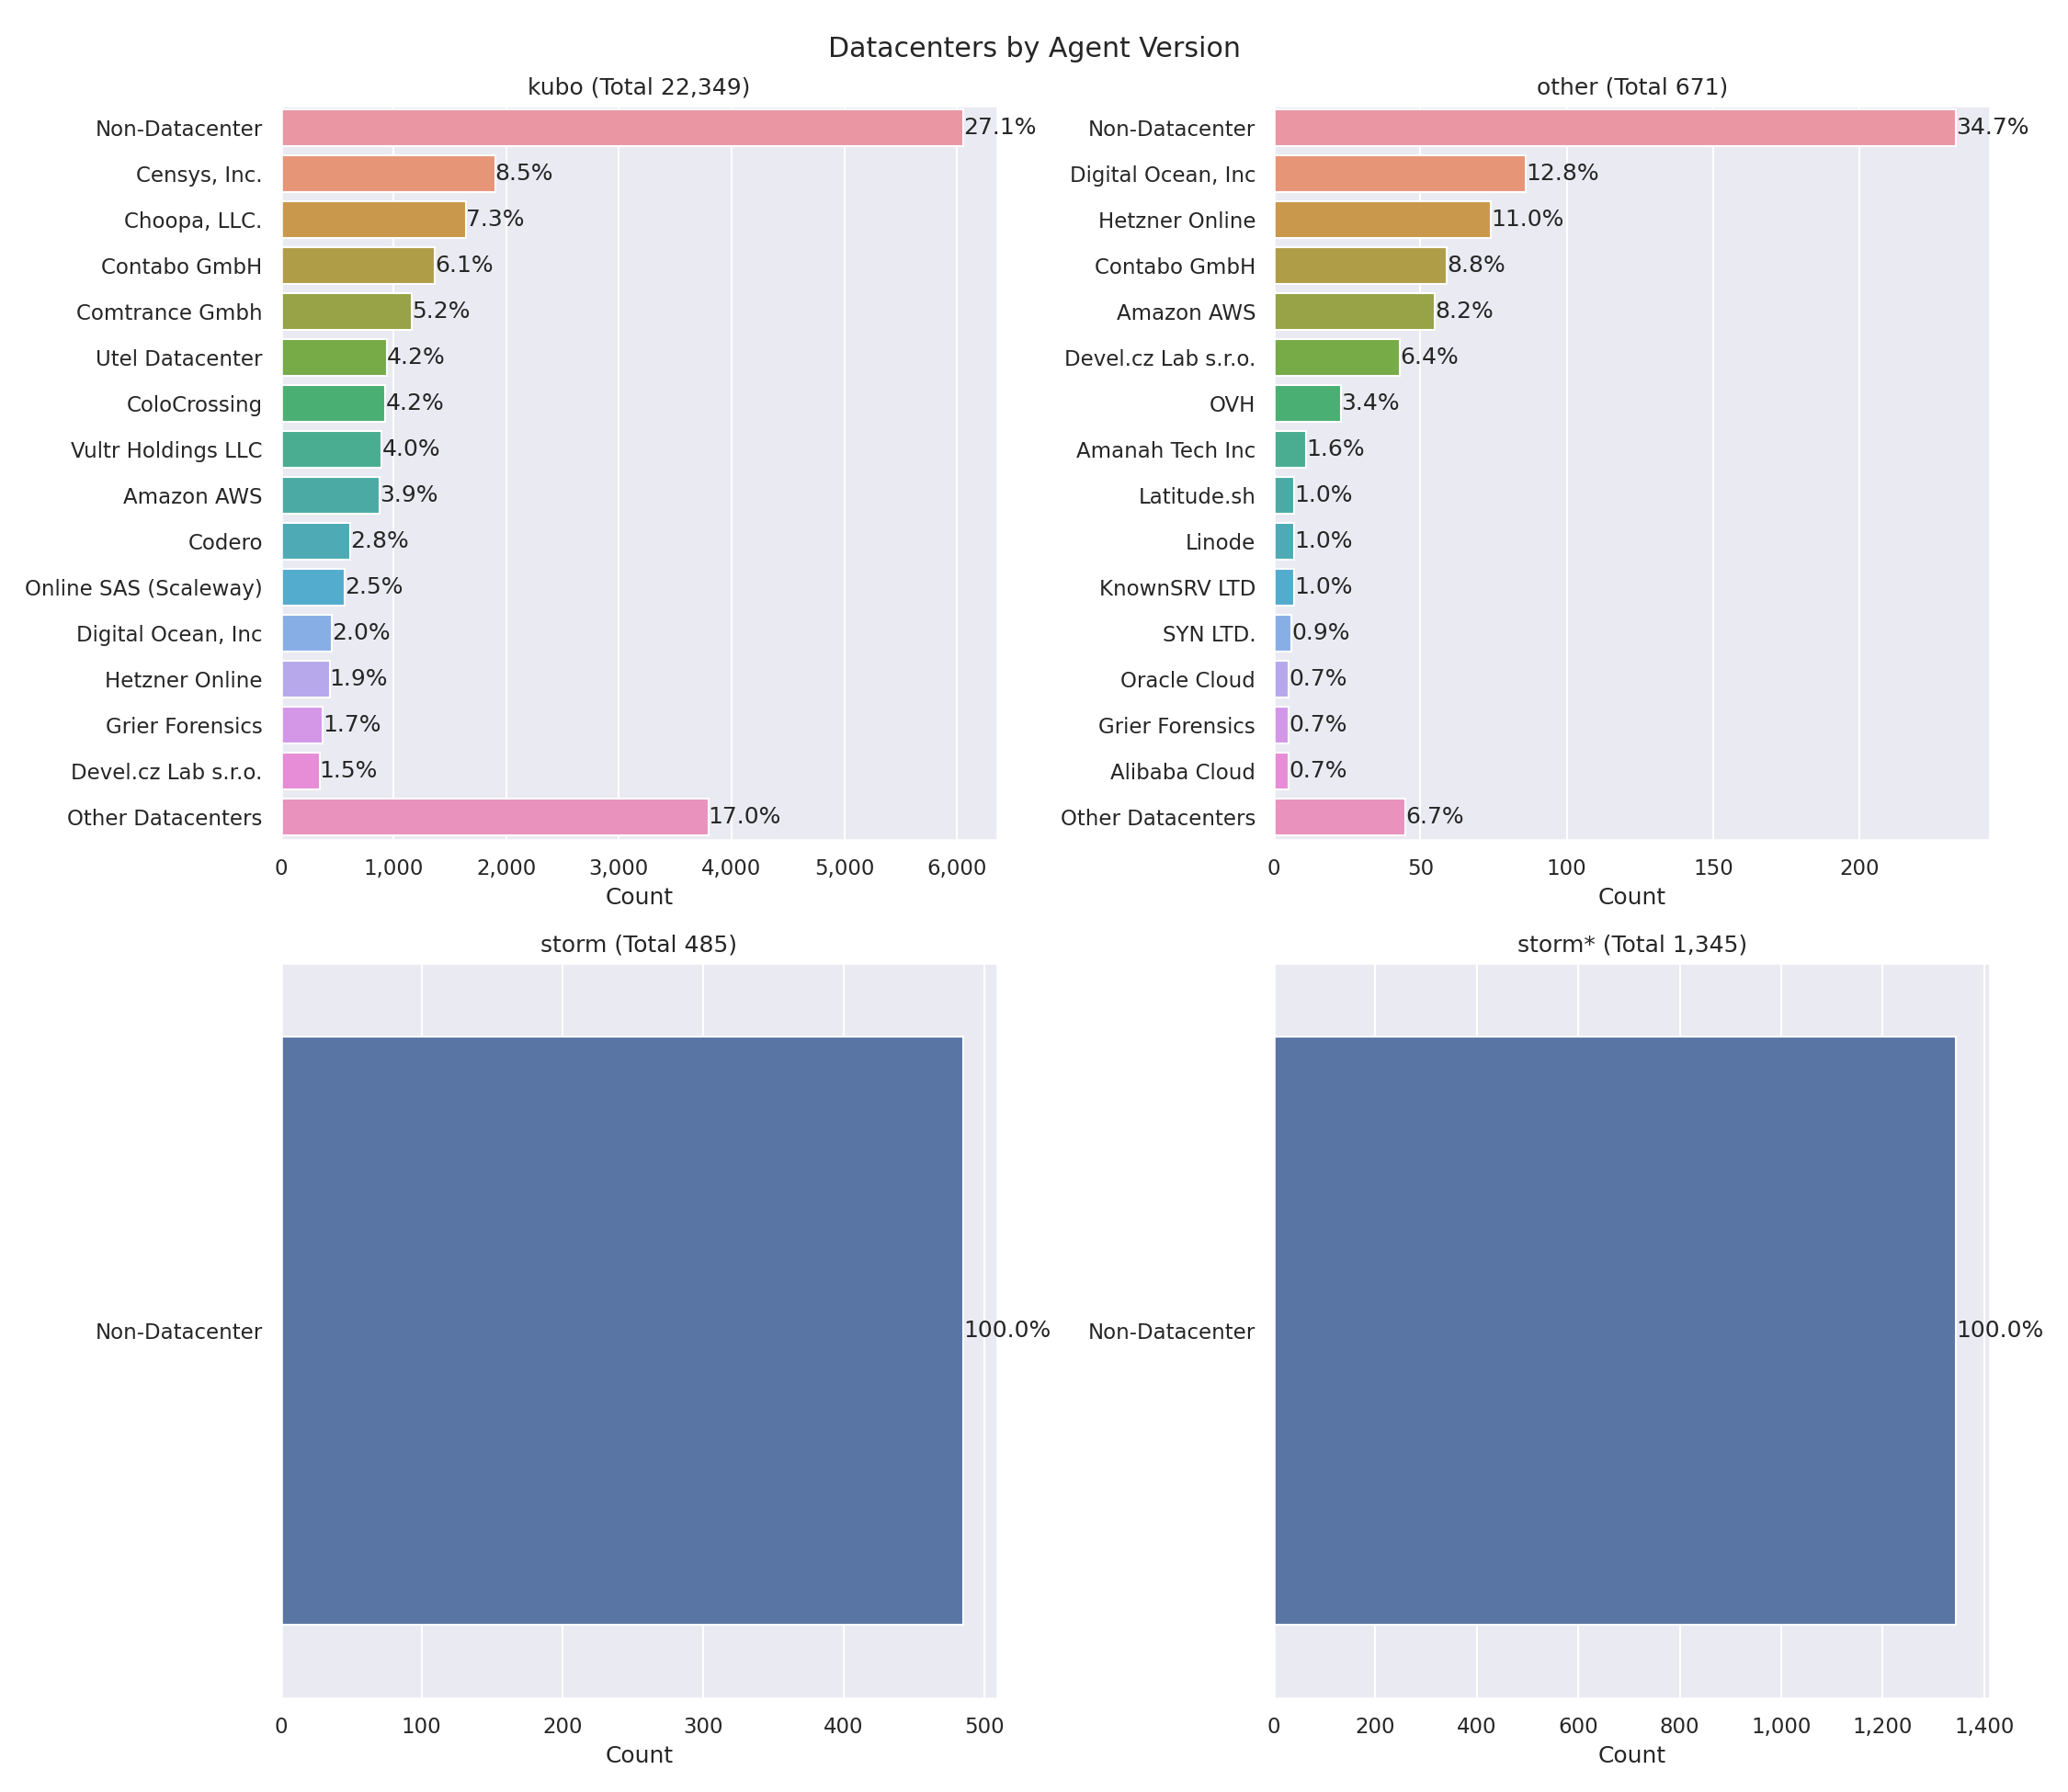 Datacenters by Agent Version
kubo (Total 22,349)
Non-Datacenter 27.1%
Censys, Inc. 8.5%
Choopa, LLC. 7.3%
Contabo GmbH 6.1%
Comtrance Gmbh 5.2%
Utel Datacenter 4.2%
ColoCrossing 4.2%
Vultr Holdings LLC 4.0%
Amazon AWS 3.9%
Codero 2.8%
Online SAS (Scaleway) 2.5%
Digital Ocean, Inc 2.0%
Hetzner Online 1.9%
Grier Forensics 1.7%
Devel.cz Lab s.r.o. 1.5%
Other Datacenters 17.0%
0 1,000 2,000 3,000 4,000 5,000 6,000
Count
other (Total 671)
Non-Datacenter 34.7%
Digital Ocean, Inc 12.8%
Hetzner Online 11.0%
Contabo GmbH 8.8%
Amazon AWS 8.2%
Devel.cz Lab s.r.o. 6.4%
OVH 3.4%
Amanah Tech Inc 1.6%
Latitude.sh 1.0%
Linode 1.0%
KnownSRV LTD 1.0%
SYN LTD. 0.9%
Oracle Cloud 0.7%
Grier Forensics 0.7%
Alibaba Cloud 0.7%
Other Datacenters 6.7%
0 50 100 150 200
Count
storm (Total 485)
Non-Datacenter 100.0%
0 100 200 300 400 500
Count
storm* (Total 1,345)
Non-Datacenter 100.0%
0 200 400 600 800 1,000 1,200 1,400
Count